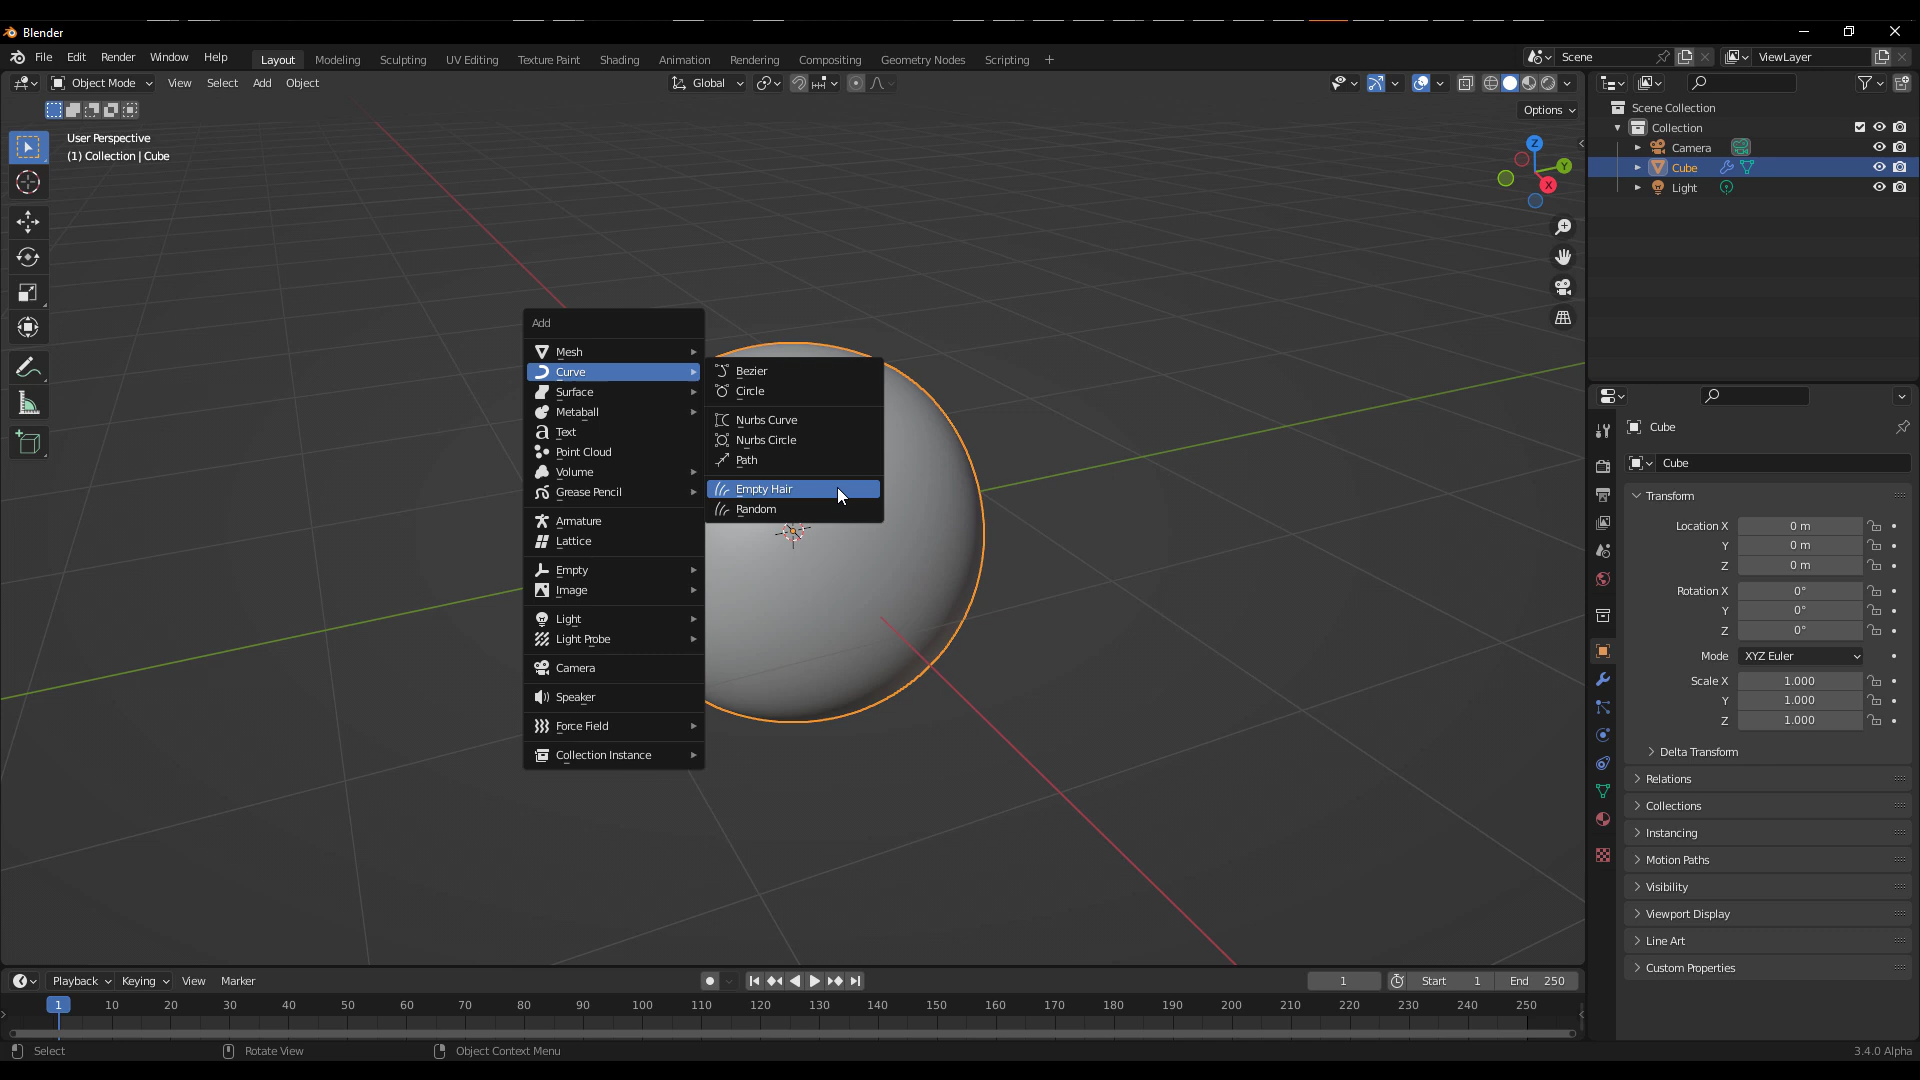 Blender
File Edit Render Window Help Layout Modeling Sculpting UV Editing Texture Paint Shading Animation Rendering Compositing Geometry Nodes Scripting + Scene ViewLayer
Object Mode View Select Add Object Global
Options
User Perspective
(1) Collection | Cube
Z
Y
X
Scene Collection
Collection
Camera
Cube
Light
Add
Mesh
Curve
Surface
Metaball
Text
Point Cloud
Volume
Grease Pencil
Armature
Lattice
Empty
Image
Light
Light Probe
Camera
Speaker
Force Field
Collection Instance
Bezier
Circle
Nurbs Curve
Nurbs Circle
Path
Empty Hair
Random
Cube
Cube
Transform
Location X 0 m
Y 0 m
Z 0 m
Rotation X 0°
Y 0°
Z 0°
Mode XYZ Euler
Scale X 1.000
Y 1.000
Z 1.000
Delta Transform
Relations
Collections
Instancing
Motion Paths
Visibility
Viewport Display
Line Art
Custom Properties
Playback Keying View Marker 1 Start 1 End 250
1 10 20 30 40 50 60 70 80 90 100 110 120 130 140 150 160 170 180 190 200 210 220 230 240 250
Select Rotate View Object Context Menu 3.4.0 Alpha